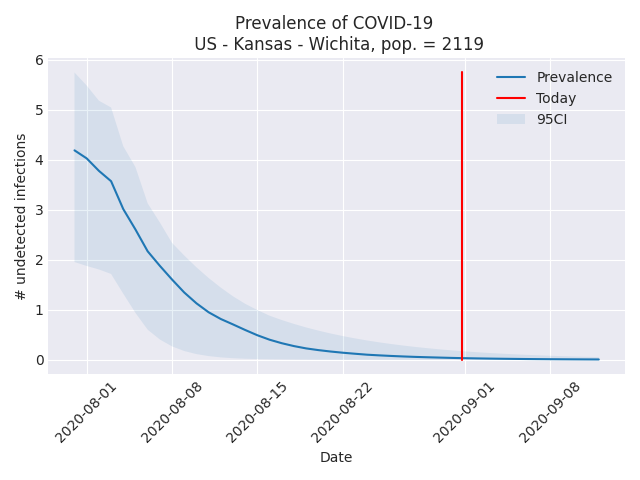 Prevalence of COVID-19
US - Kansas - Wichita, pop. = 2119
6
5
4
3
2
1
0
# undetected infections
Prevalence
Today
95CI
2020-08-01
2020-08-08
2020-08-15
2020-08-22
2020-09-01
2020-09-08
Date